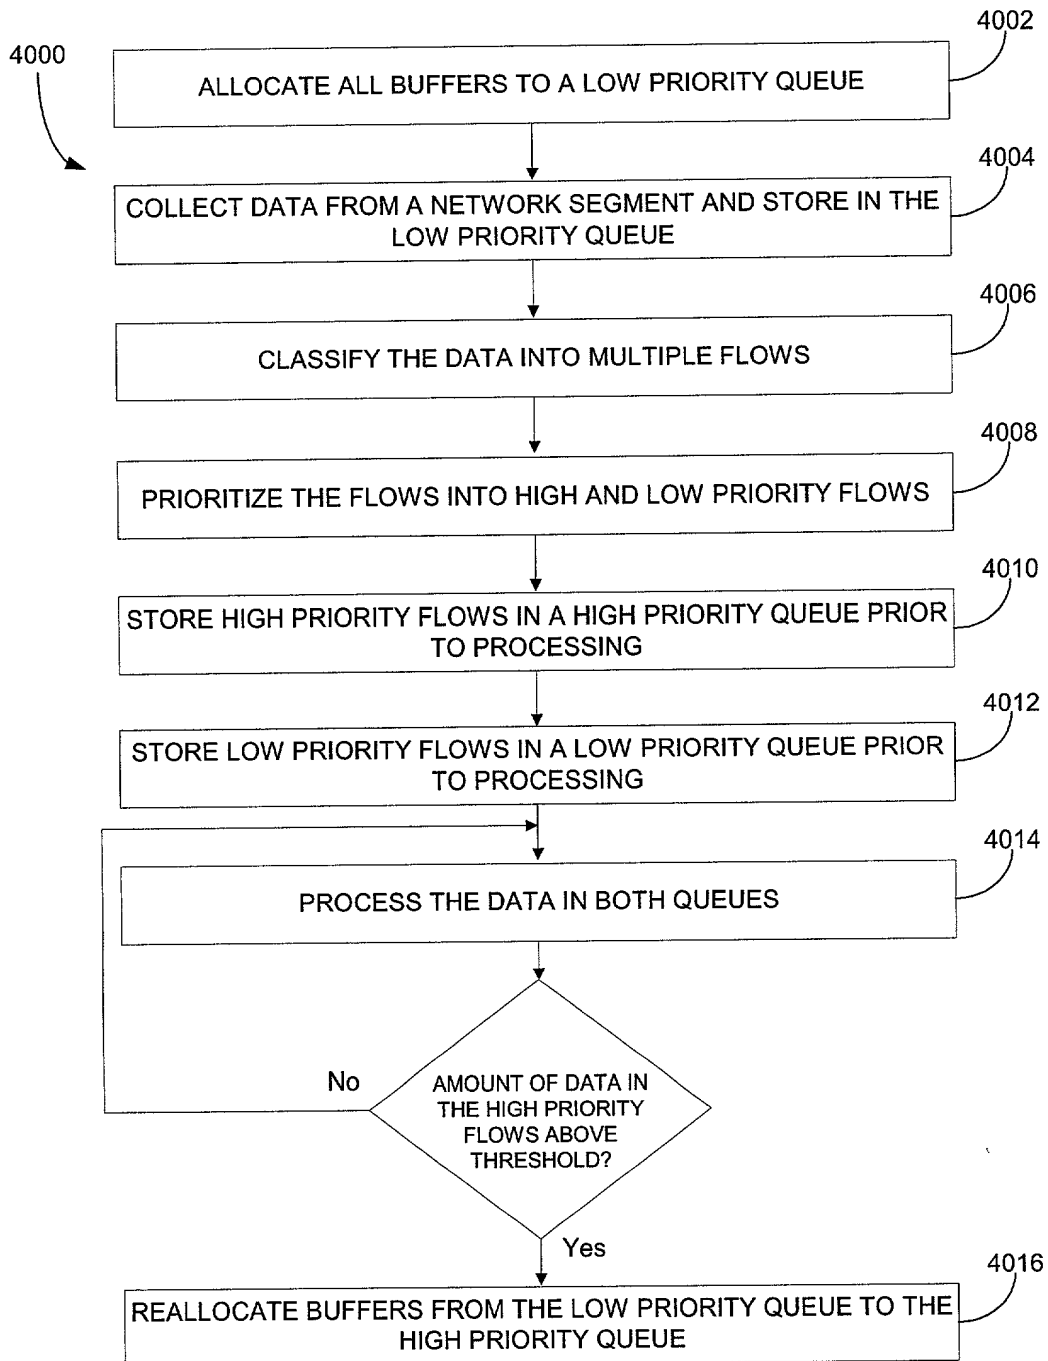 4002
4000
ALLOCATE ALL BUFFERS TO A LOW PRIORITY QUEUE
4004
COLLECT DATA FROM A NETWORK SEGMENT AND STORE IN THE
LOW PRIORITY QUEUE
4006
CLASSIFY THE DATA INTO MULTIPLE FLOWS
4008
PRIORITIZE THE FLOWS INTO HIGH AND LOW PRIORITY FLOWS
4010
STORE HIGH PRIORITY FLOWS IN A HIGH PRIORITY QUEUE PRIOR
TO PROCESSING
4012
STORE LOW PRIORITY FLOWS IN A LOW PRIORITY QUEUE PRIOR
TO PROCESSING
4014
PROCESS THE DATA IN BOTH QUEUES
No
AMOUNT OF DATA IN
THE HIGH PRIORITY
FLOWS ABOVE
THRESHOLD?
Yes
4016
REALLOCATE BUFFERS FROM THE LOW PRIORITY QUEUE TO THE
HIGH PRIORITY QUEUE